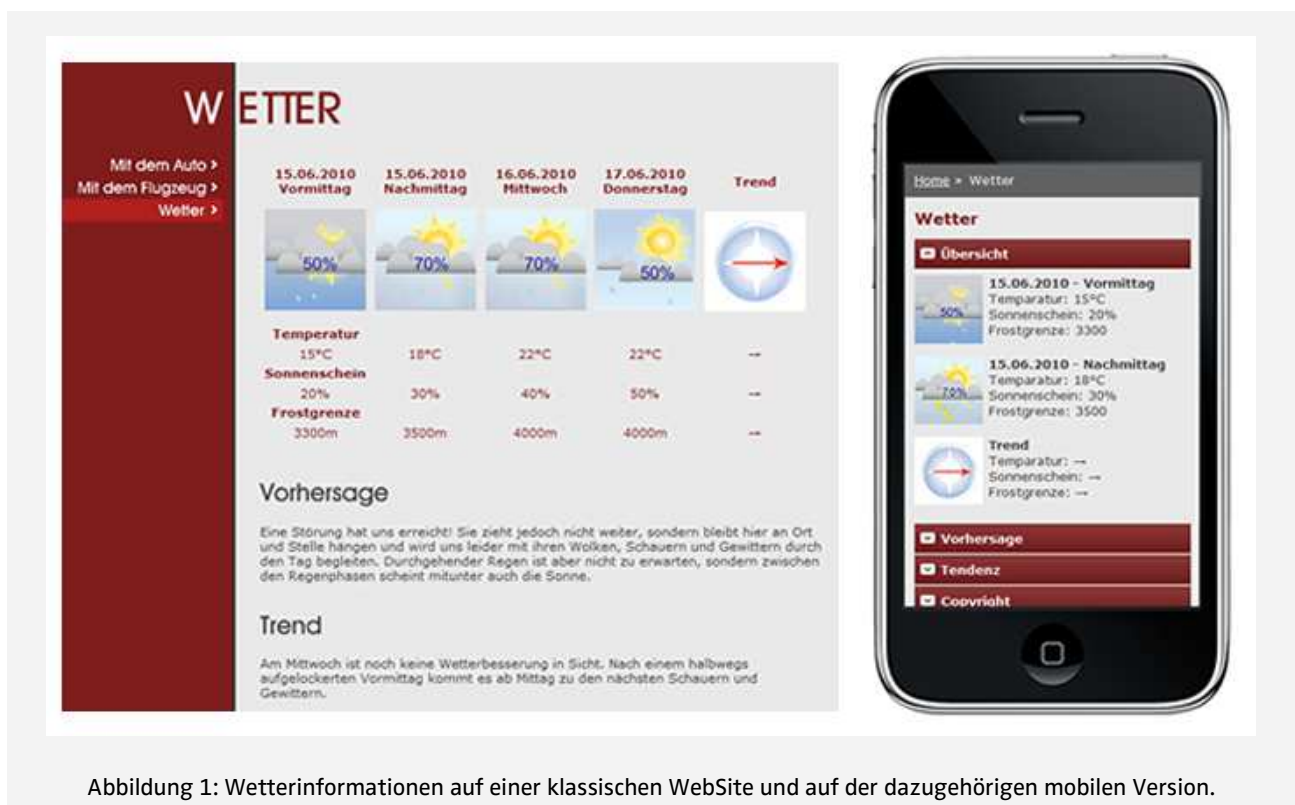 WETTER
Mit dem Auto >
Mit dem Flugzeug >
Wetter >
15.06.2010 15.06.2010 16.06.2010 17.06.2010 Trend
Vormittag Nachmittag Mittwoch Donnerstag
50% 70% 70% 50%
Temperatur
15°C 18°C 22°C 22°C →
Sonnenschein
20% 30% 40% 50% →
Frostgrenze
3300m 3500m 4000m 4000m →
Vorhersage
Eine Störung hat uns erreicht! Sie zieht jedoch nicht weiter, sondern bleibt hier an Ort
und Stelle hängen und wird uns leider mit ihren Wolken, Schauern und Gewittern durch
den Tag begleiten. Durchgehender Regen ist aber nicht zu erwarten, sondern zwischen
den Regenphasen scheint mitunter auch die Sonne.
Trend
Am Mittwoch ist noch keine Wetterbesserung in Sicht. Nach einem halbwegs
aufgelockerten Vormittag kommt es ab Mittag zu den nächsten Schauern und
Gewittern.
Home » Wetter
Wetter
Übersicht
15.06.2010 - Vormittag
Temparatur: 15°C
50% Sonnenschein: 20%
Frostgrenze: 3300
15.06.2010 - Nachmittag
Temparatur: 18°C
70% Sonnenschein: 30%
Frostgrenze: 3500
Trend
Temparatur: →
Sonnenschein: →
Frostgrenze: →
Vorhersage
Tendenz
Copyright
Abbildung 1: Wetterinformationen auf einer klassischen WebSite und auf der dazugehörigen mobilen Version.